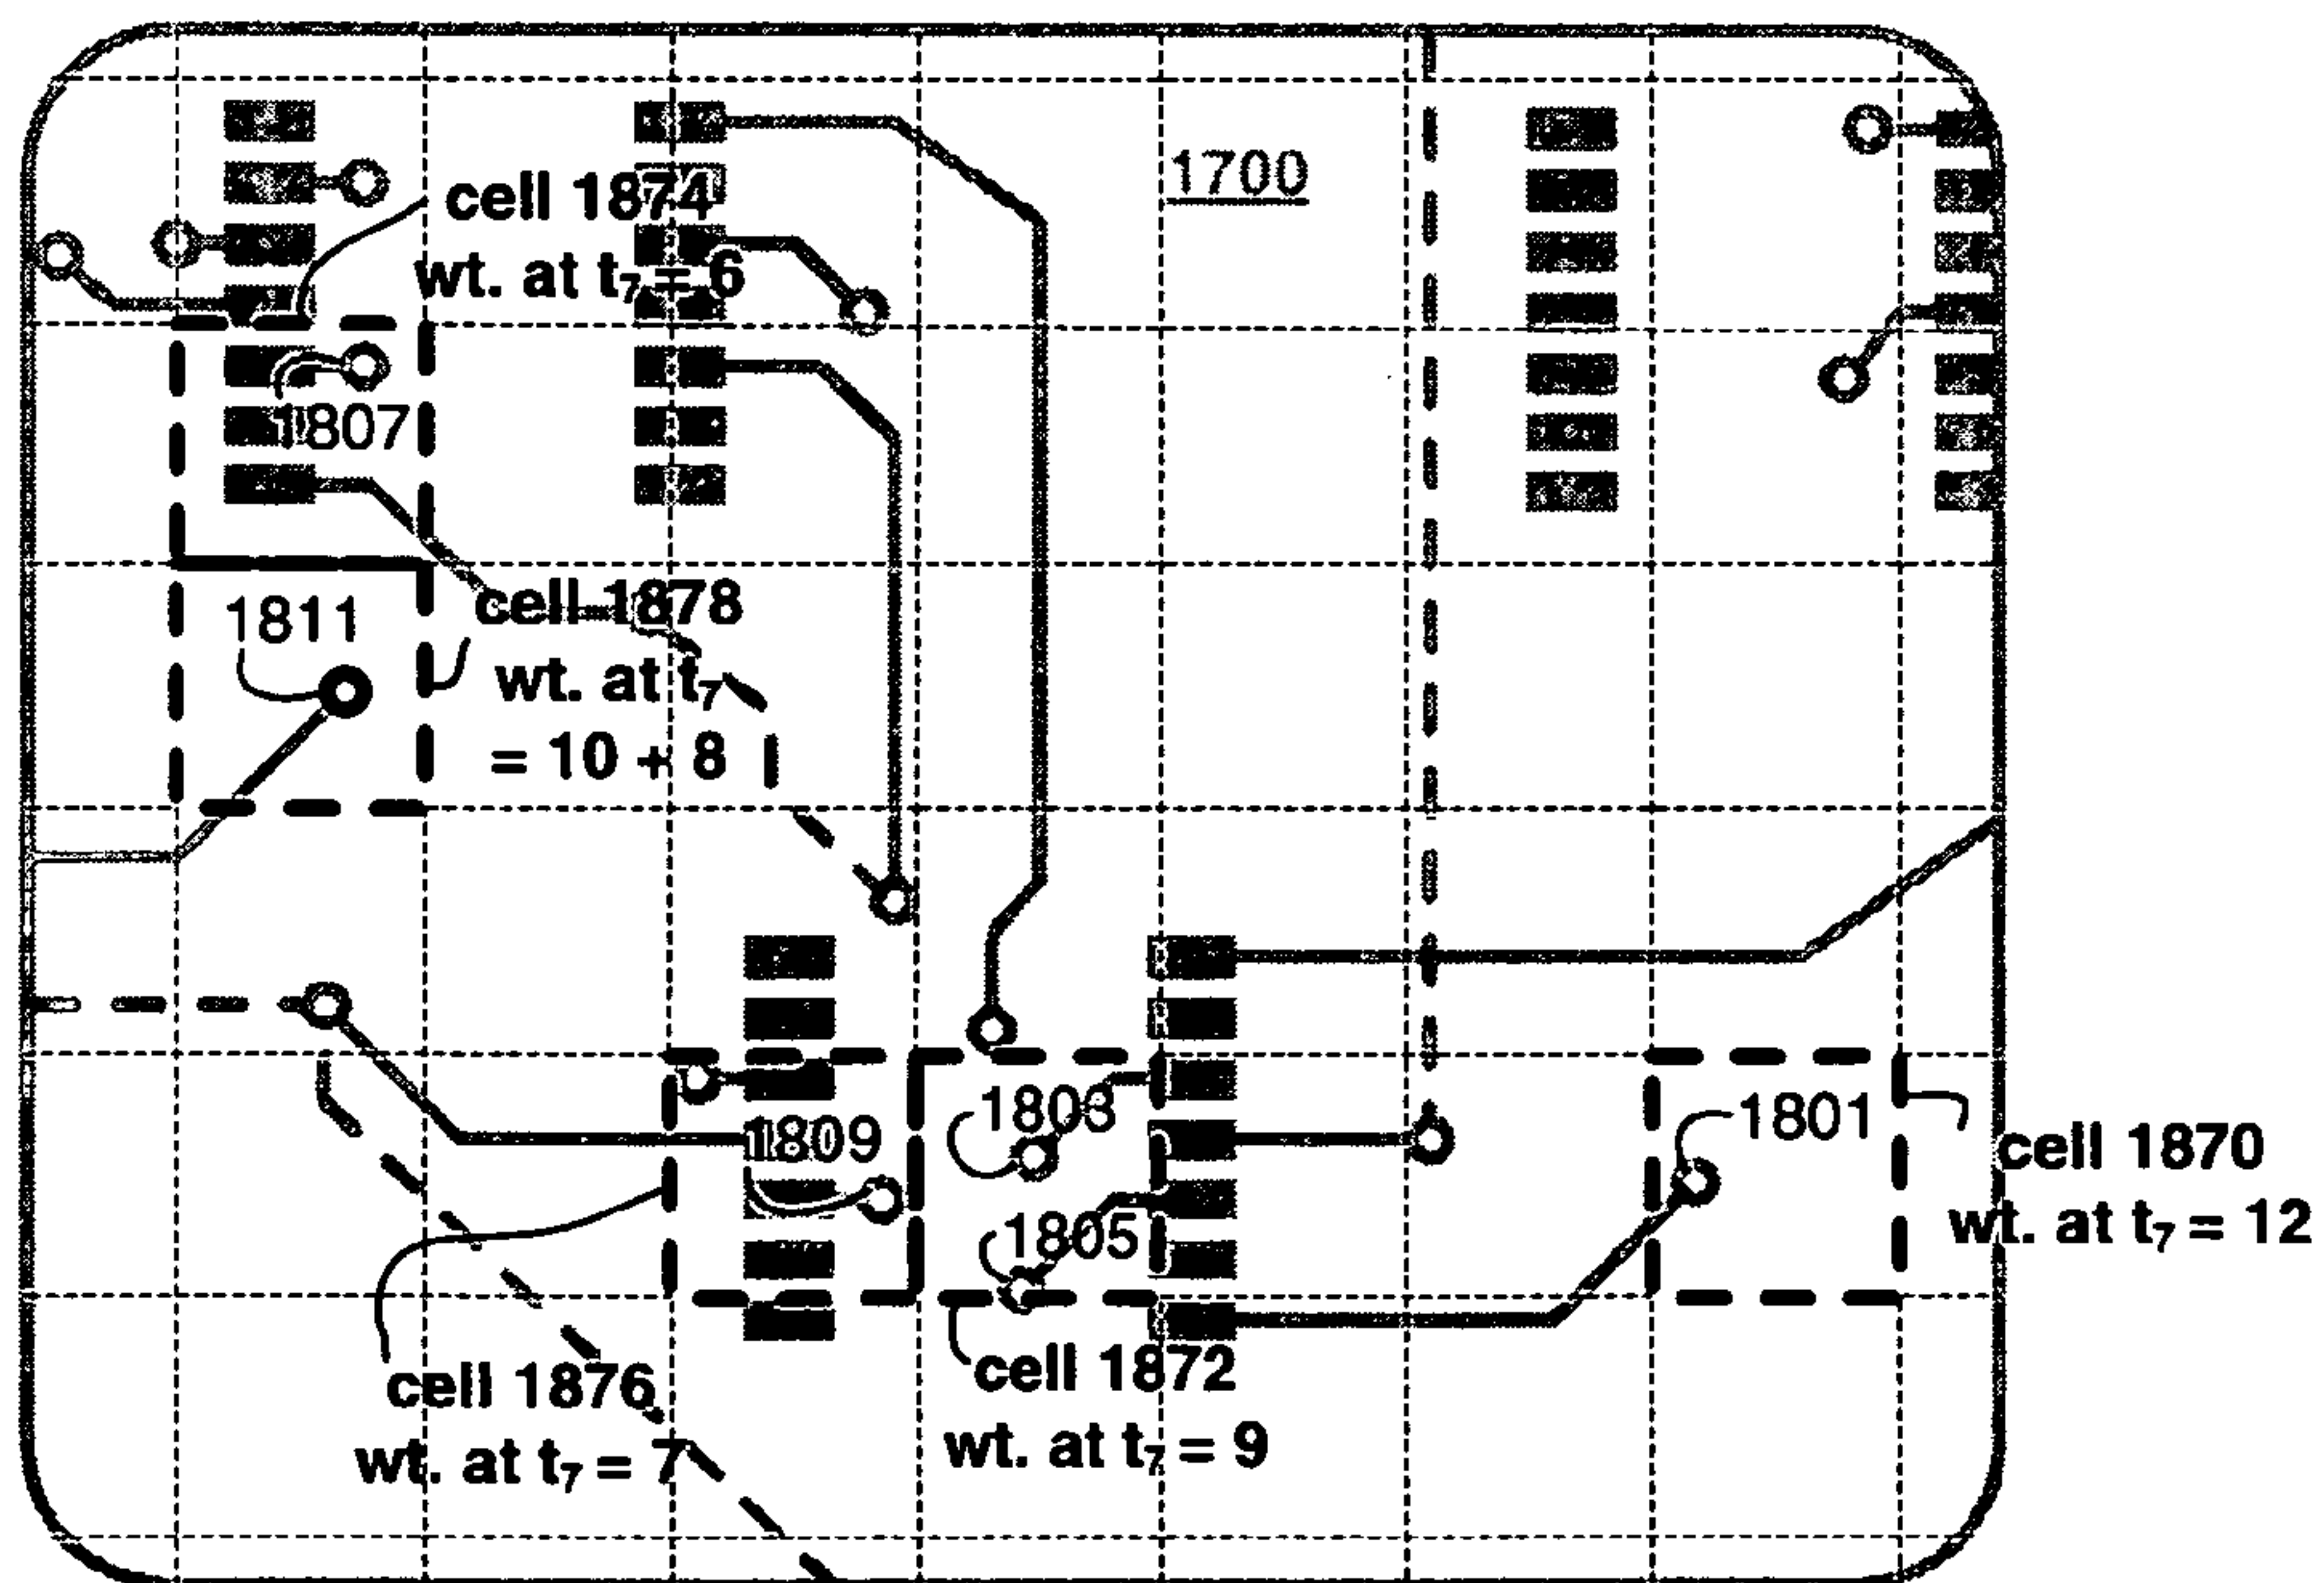 1700
cell 1874
wt. at t₇ = 6
1807
1811
cell 1878
wt. at t₇
= 10 + 8
1809
1803
1805
1801
cell 1870
wt. at t₇ = 12
cell 1876
wt. at t₇ = 7
cell 1872
wt. at t₇ = 9